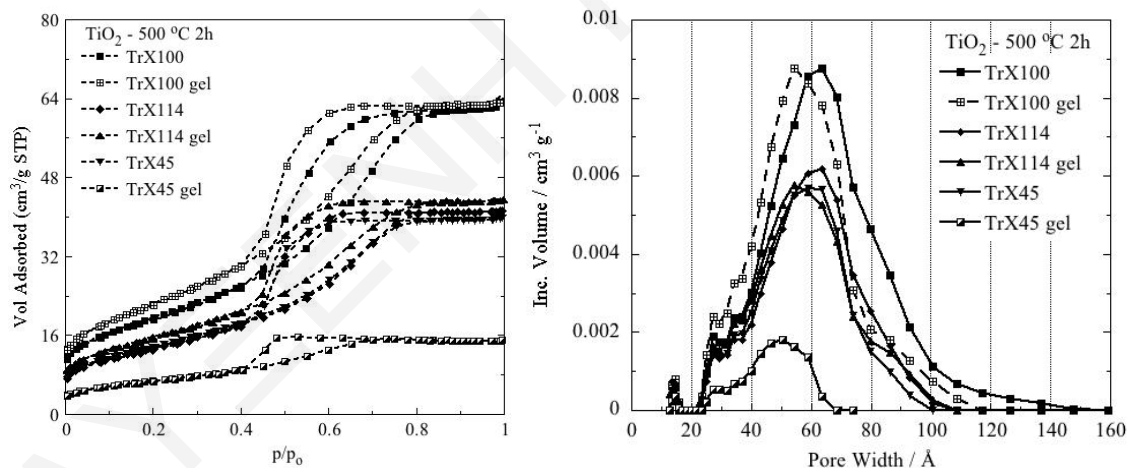 80
64
48
32
16
0
Vol Adsorbed (cm³/g STP)
TiO₂ - 500 °C 2h
TrX100
TrX100 gel
TrX114
TrX114 gel
TrX45
TrX45 gel
0 0.2 0.4 0.6 0.8 1
p/pₒ
0.01
0.008
0.006
0.004
0.002
0
Inc. Volume / cm³ g⁻¹
TiO₂ - 500 °C 2h
TrX100
TrX100 gel
TrX114
TrX114 gel
TrX45
TrX45 gel
0 20 40 60 80 100 120 140 160
Pore Width / Å